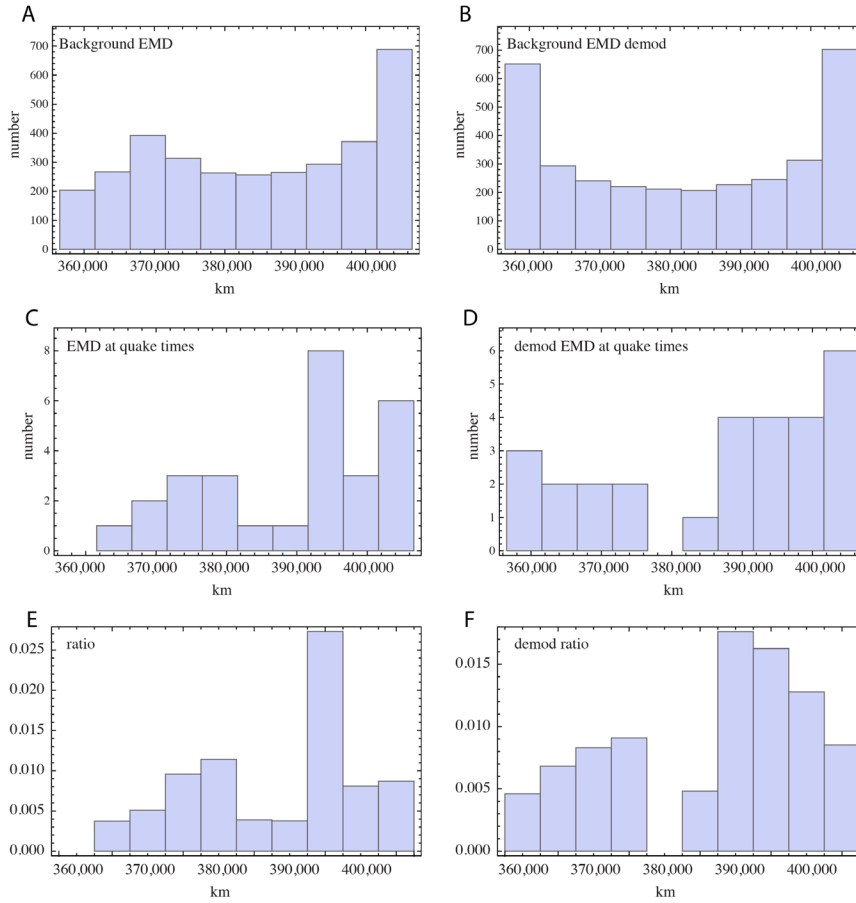 A
Background EMD
700
600
500
400
300
200
100
0
number
360,000 370,000 380,000 390,000 400,000
km
B
Background EMD demod
700
600
500
400
300
200
100
0
number
360,000 370,000 380,000 390,000 400,000
km
C
EMD at quake times
8
6
4
2
0
number
360,000 370,000 380,000 390,000 400,000
km
D
demod EMD at quake times
6
5
4
3
2
1
0
number
360,000 370,000 380,000 390,000 400,000
km
E
ratio
0.025
0.020
0.015
0.010
0.005
0.000
360,000 370,000 380,000 390,000 400,000
km
F
demod ratio
0.015
0.010
0.005
0.000
360,000 370,000 380,000 390,000 400,000
km